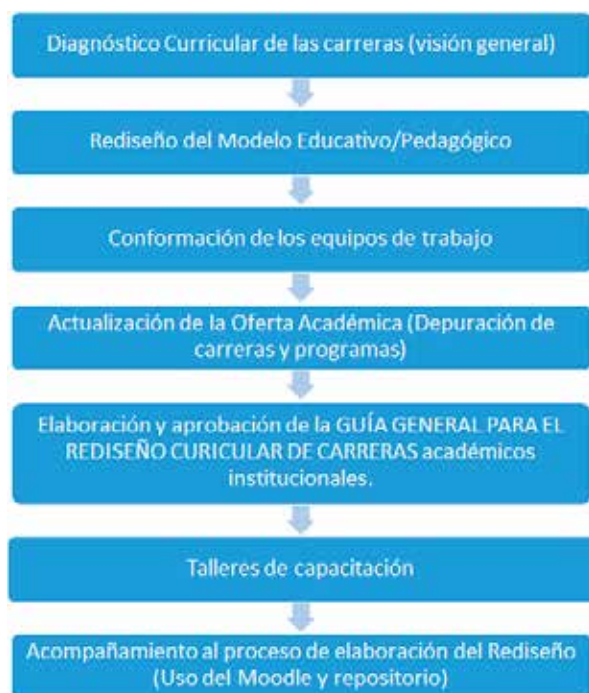 Diagnóstico Curricular de las carreras (visión general)
Rediseño del Modelo Educativo/Pedagógico
Conformación de los equipos de trabajo
Actualización de la Oferta Académica (Depuración de
carreras y programas)
Elaboración y aprobación de la GUÍA GENERAL PARA EL
REDISEÑO CURICULAR DE CARRERAS académicos
institucionales.
Talleres de capacitación
Acompañamiento al proceso de elaboración del Rediseño
(Uso del Moodle y repositorio)